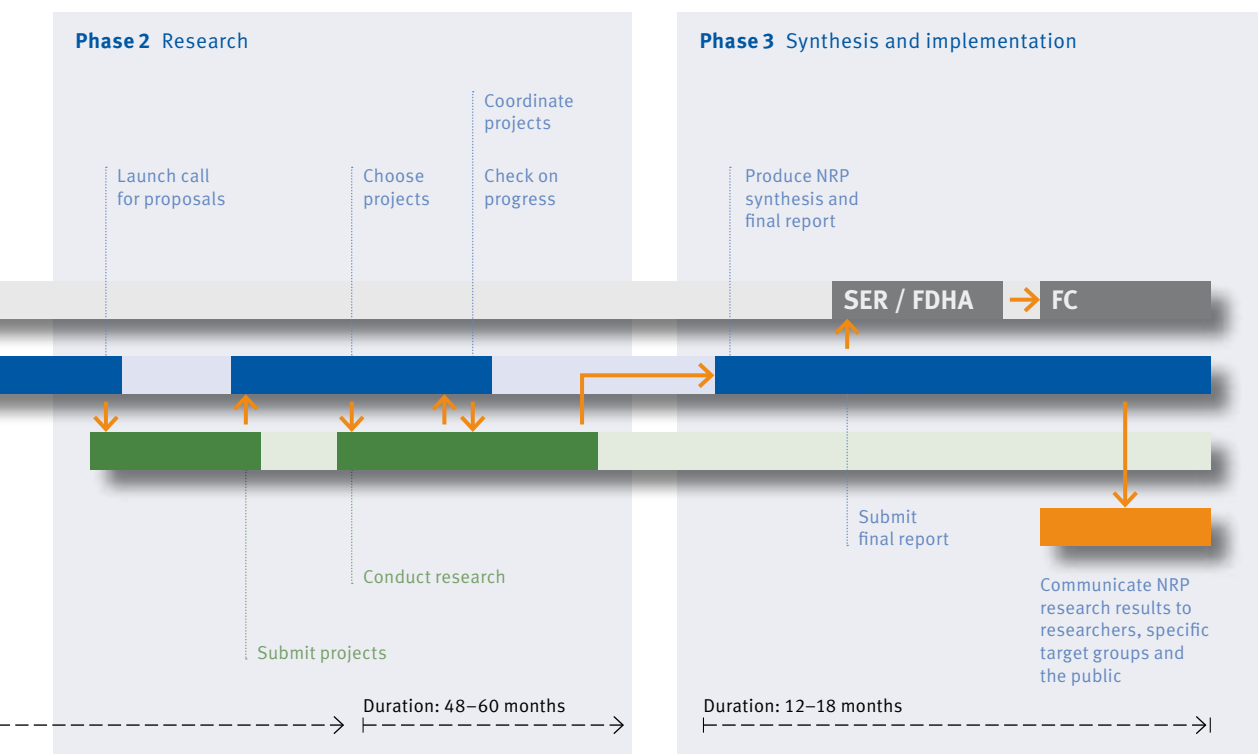 Phase 2 Research
Phase 3 Synthesis and implementation
Coordinate
projects
Launch call
for proposals
Choose
projects
Check on
progress
Produce NRP
synthesis and
final report
SER / FDHA
FC
Submit
final report
Conduct research
Submit projects
Communicate NRP
research results to
researchers, specific
target groups and
the public
Duration: 48–60 months
Duration: 12–18 months